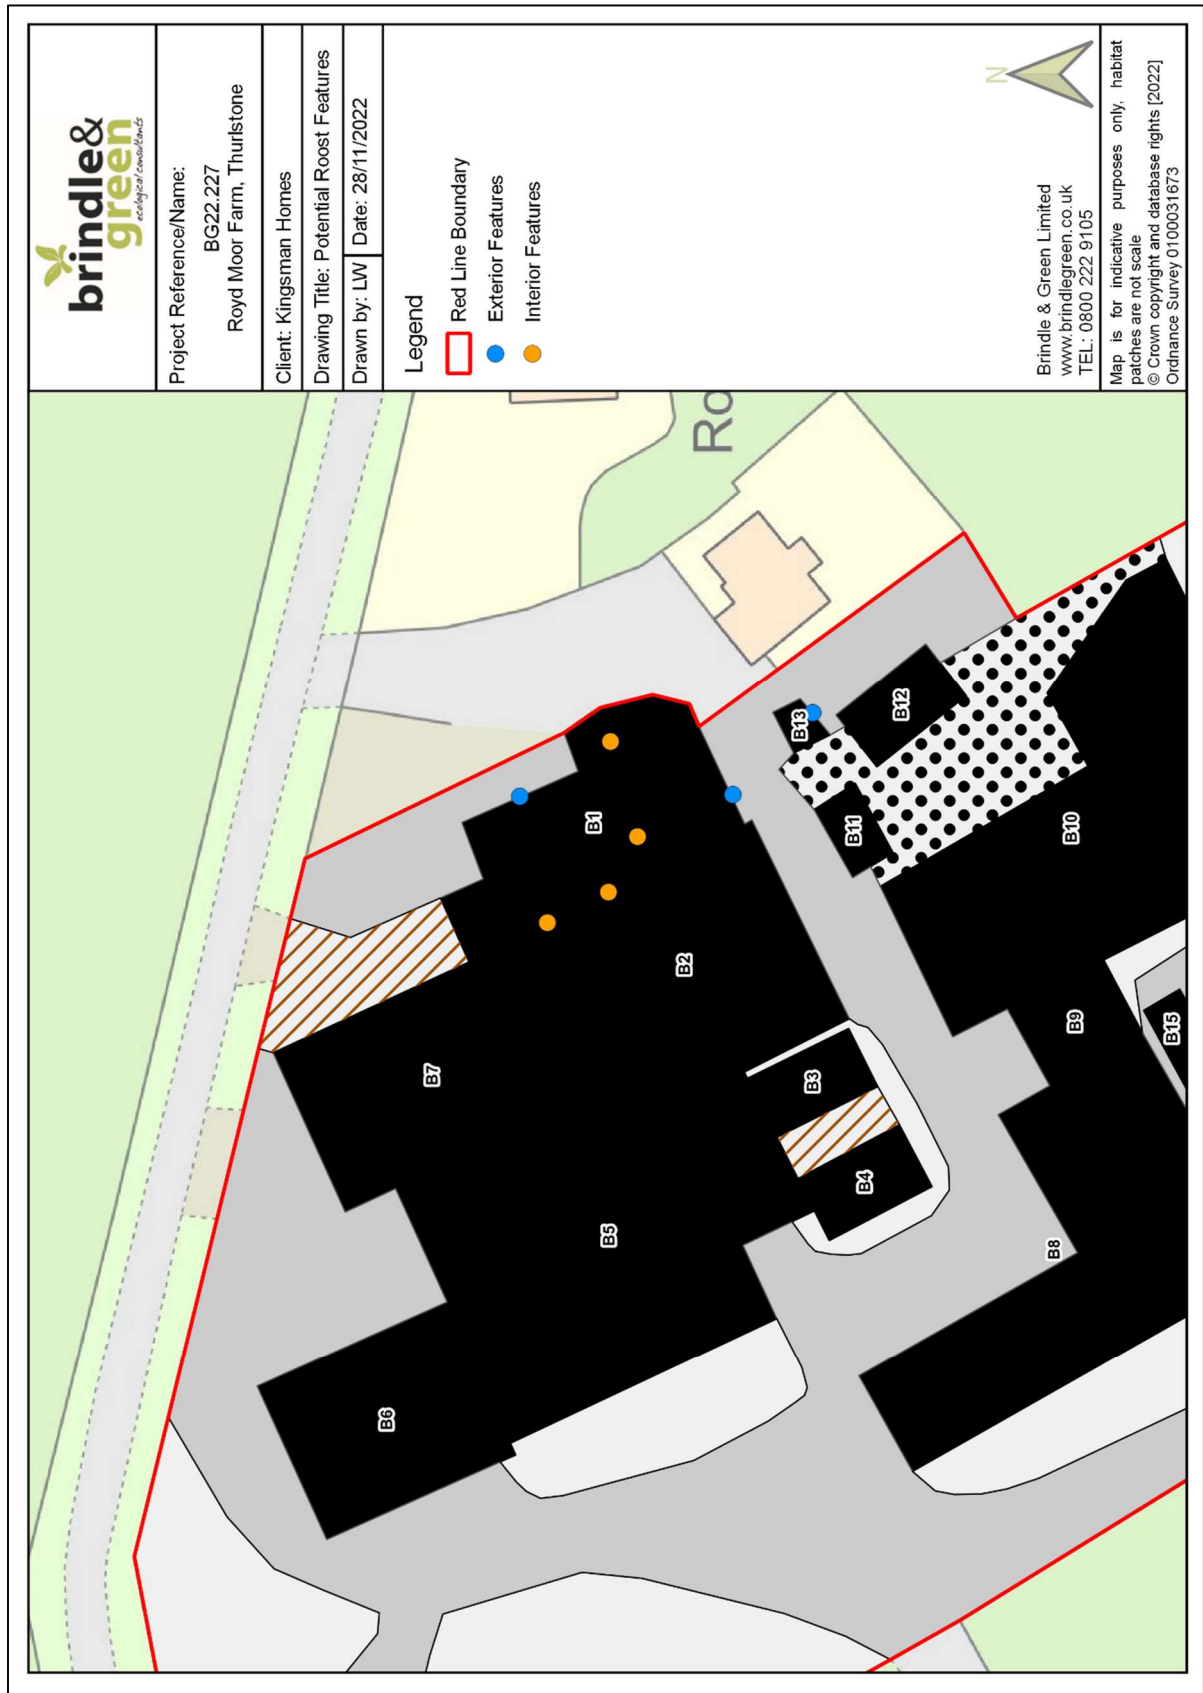 brindle&
green
ecological consultants
Project Reference/Name:
BG22.227
Royd Moor Farm, Thurlstone
Client: Kingsman Homes
Drawing Title: Potential Roost Features
Drawn by: LW
Date: 28/11/2022
Legend
Red Line Boundary
Exterior Features
Interior Features
N
Brindle & Green Limited
www.brindlegreen.co.uk
TEL: 0800 222 9105
Map is for indicative purposes only, habitat
patches are not scale
© Crown copyright and database rights [2022]
Ordnance Survey 0100031673
Ro
B6
B7
B5
B1
B2
B4
B3
B13
B11
B12
B8
B9
B10
B15